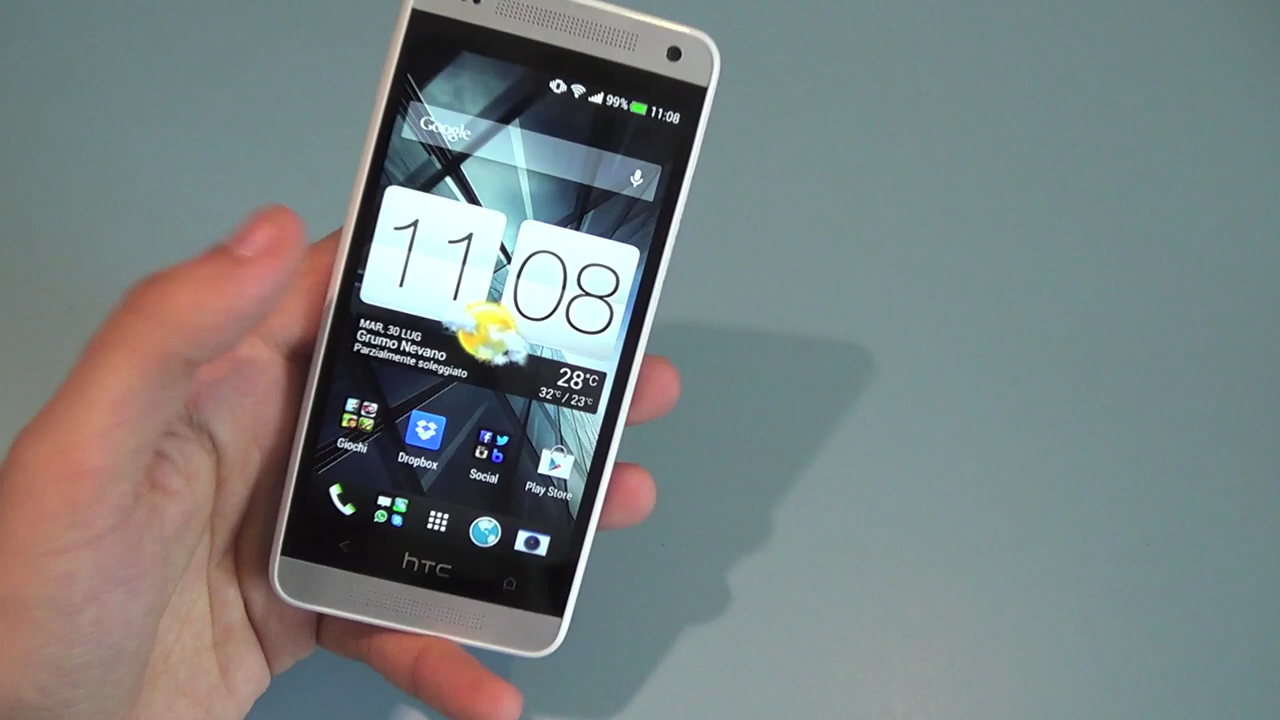 99% 11:08
Google
11 08
MAR, 30 LUG
Grumo Nevano
Parzialmente soleggiato
28°C
32°C / 23°C
Giochi
Dropbox
Social
Play Store
hTC